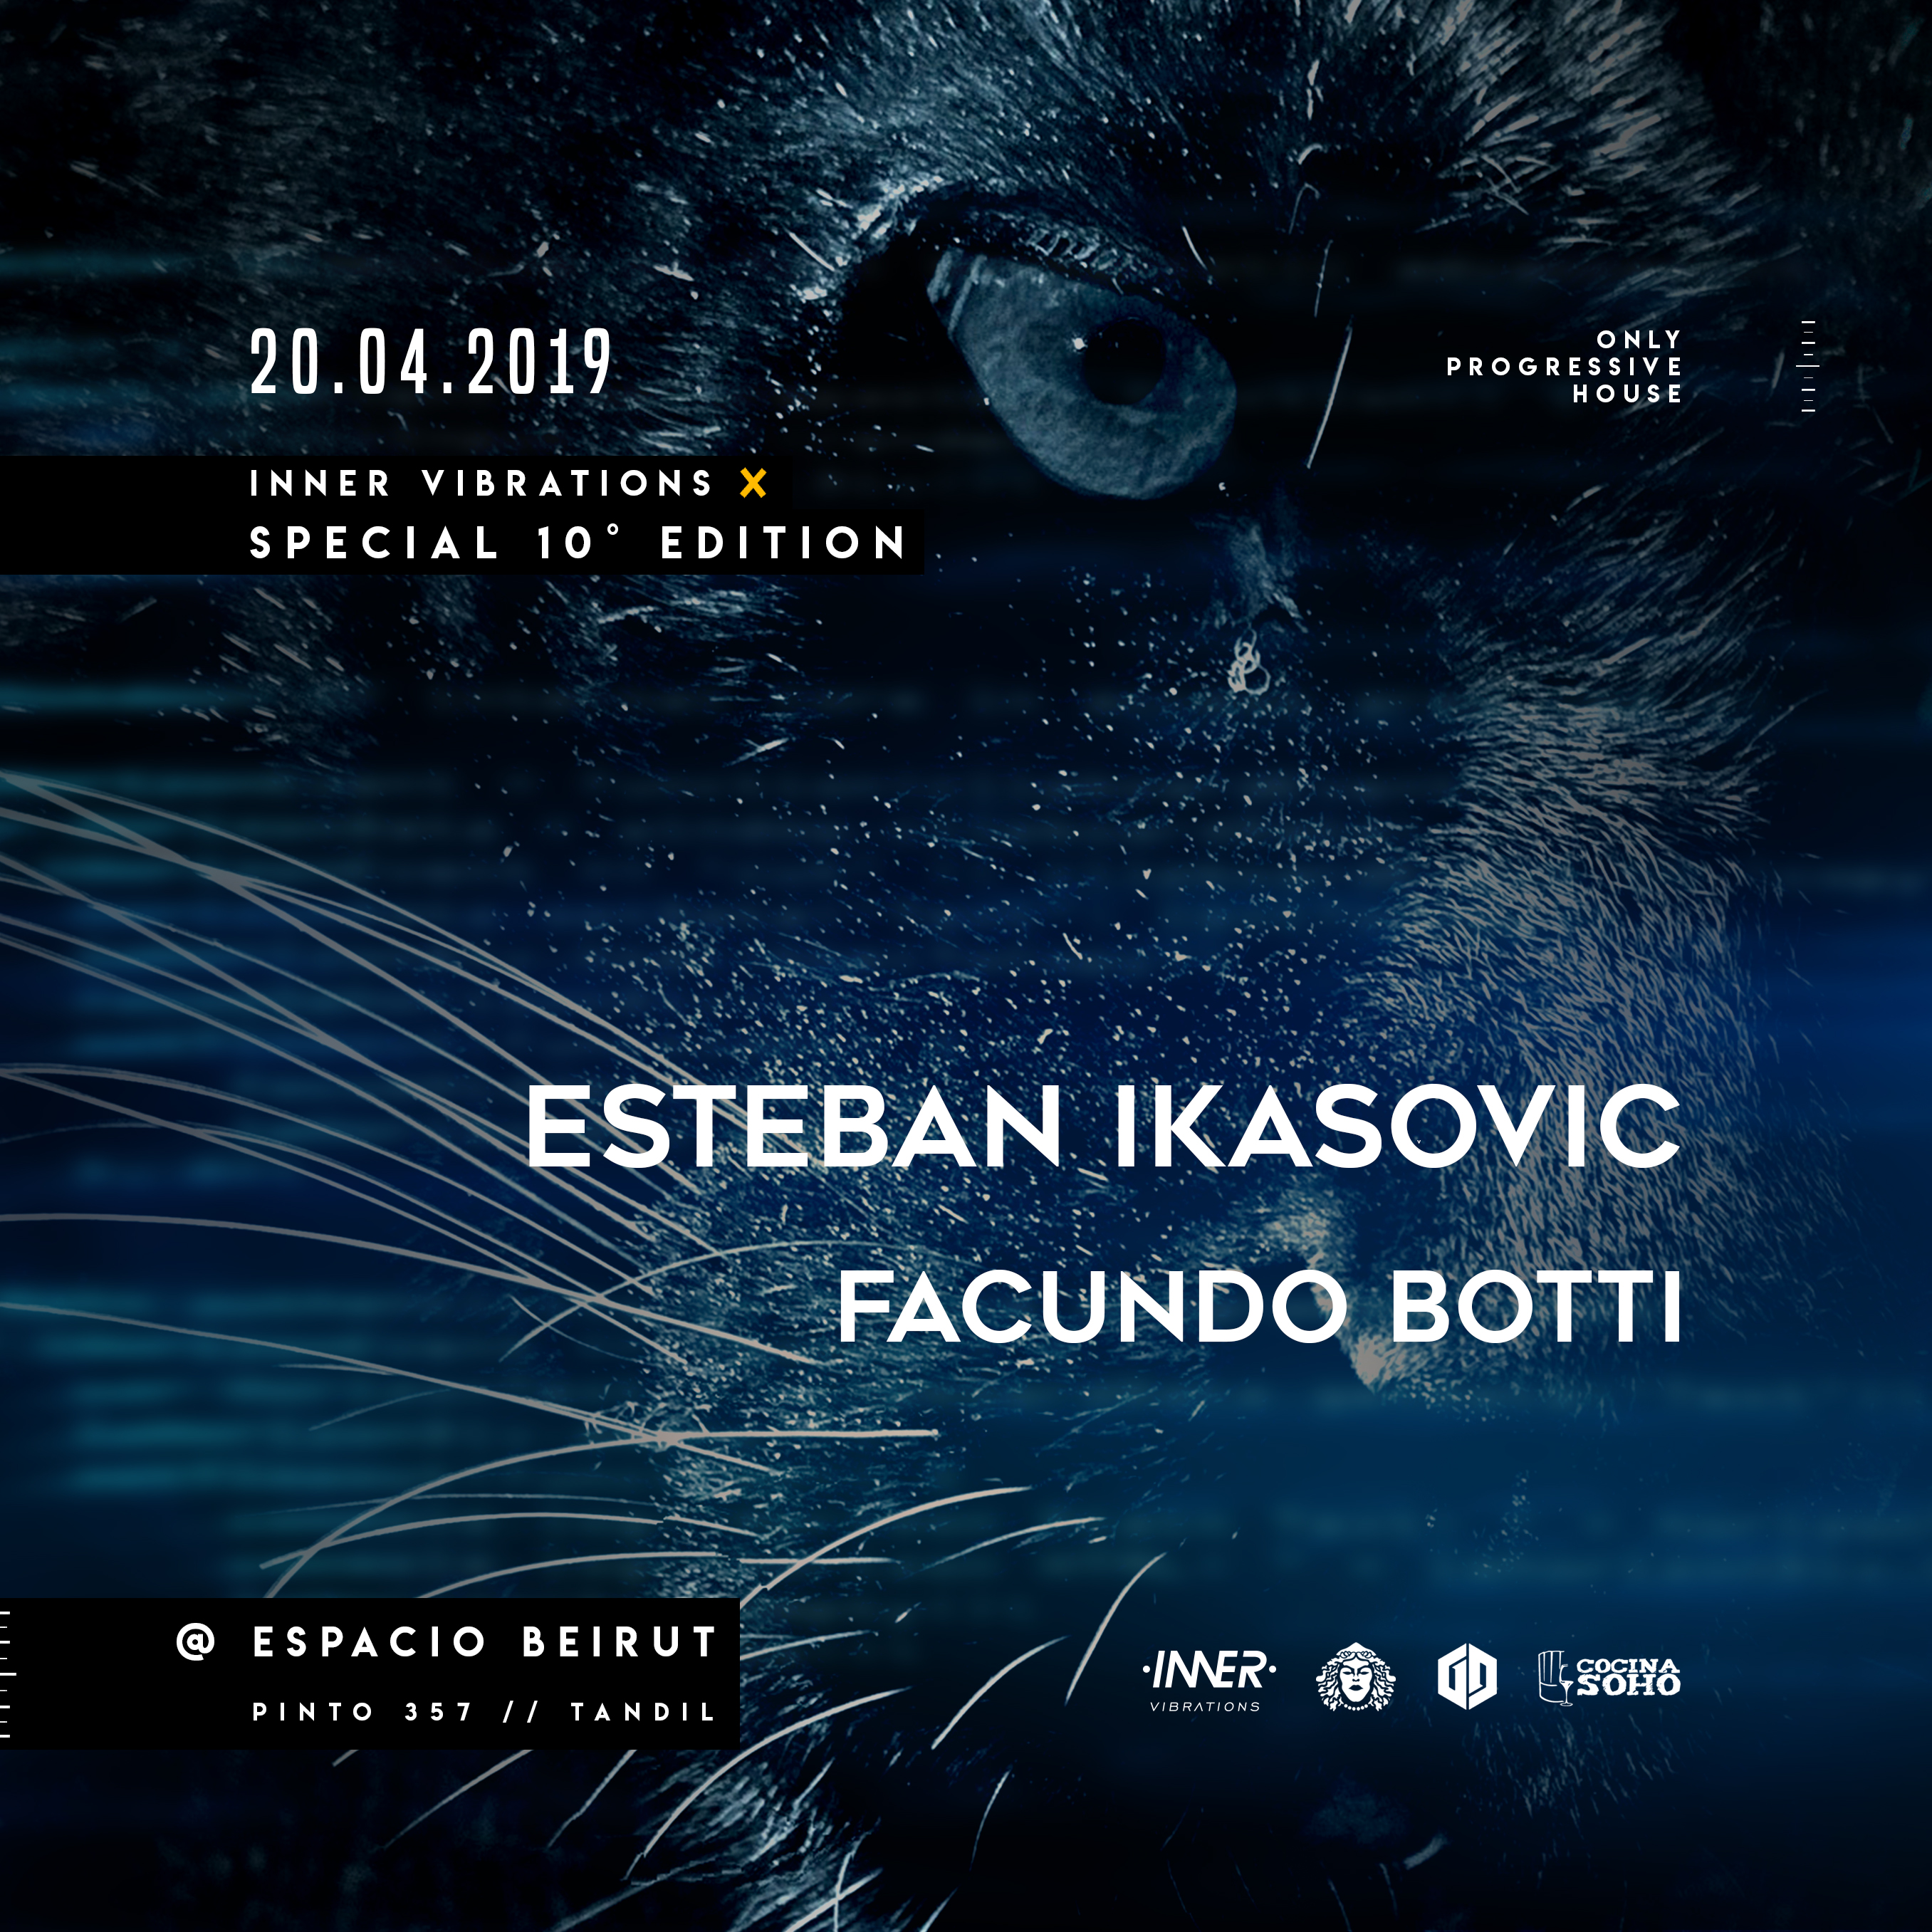 20.04.2019
ONLY
PROGRESSIVE
HOUSE
INNER VIBRATIONS X
SPECIAL 10° EDITION
ESTEBAN IKASOVIC
FACUNDO BOTTI
@ ESPACIO BEIRUT
PINTO 357 // TANDIL
·INNER·
VIBRATIONS
COCINA
SOHO